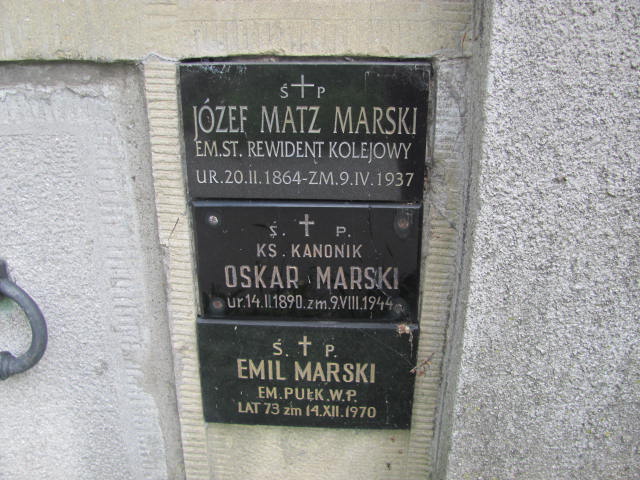 Ś P
JÓZEF MATZ MARSKI
EM.ST. REWIDENT KOLEJOWY
UR.20.II.1864-ZM.9.IV.1937
Ś. P.
KS. KANONIK
OSKAR MARSKI
ur.14.II.1890.zm.9.VIII.1944
Ś. P.
EMIL MARSKI
EM.PUŁK.W.P.
LAT 73 zm 14.XII.1970